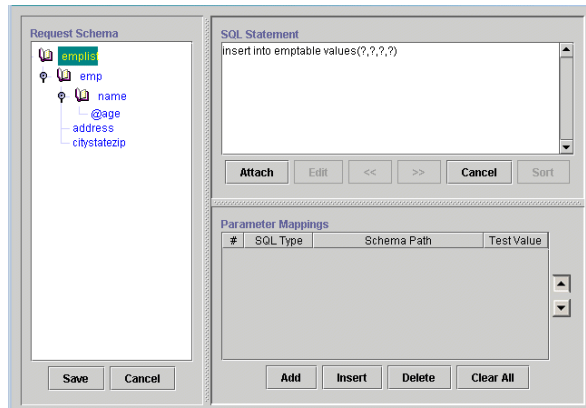 Request Schema
emplist
emp
name
@age
address
citystatezip
Save Cancel
SQL Statement
insert into emptable values(?,?,?,?)
Attach Edit << >> Cancel Sort
Parameter Mappings
# SQL Type Schema Path Test Value
Add Insert Delete Clear All